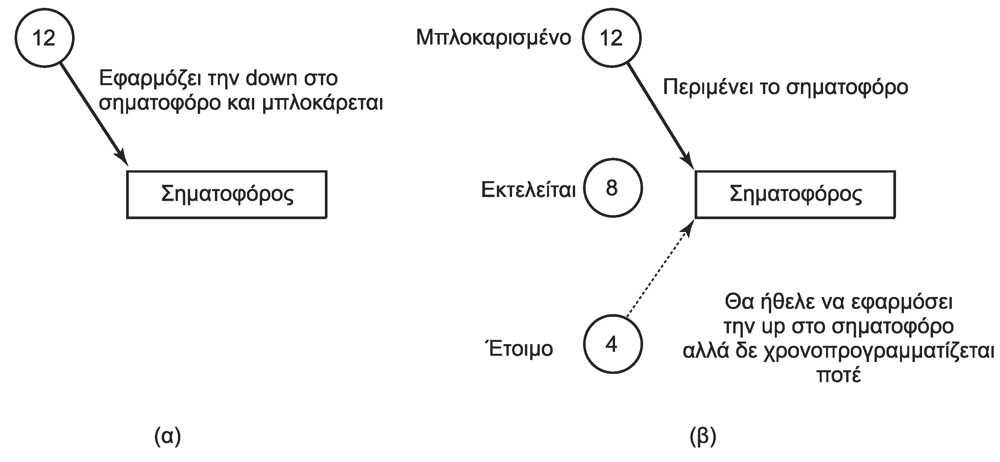 12
Εφαρμόζει την down στο
σηματοφόρο και μπλοκάρεται
Σηματοφόρος
(α)
Μπλοκαρισμένο
12
Περιμένει το σηματοφόρο
Εκτελείται
8
Σηματοφόρος
Έτοιμο
4
Θα ήθελε να εφαρμόσει
την up στο σηματοφόρο
αλλά δε χρονοπρογραμματίζεται
ποτέ
(β)